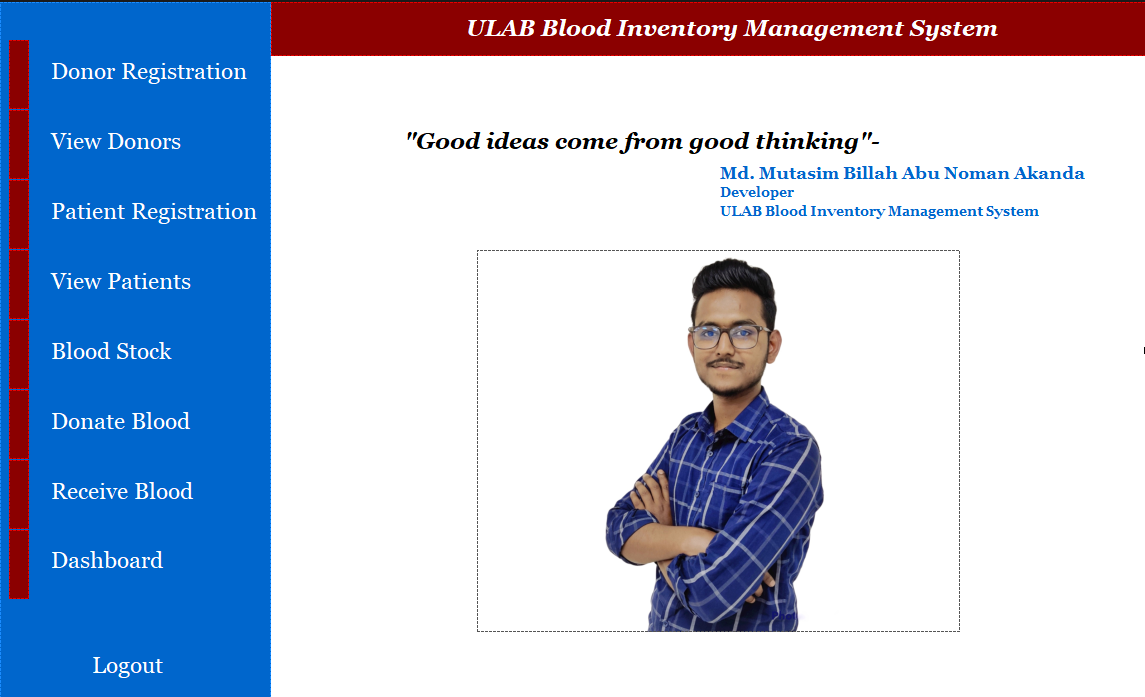 ULAB Blood Inventory Management System
Donor Registration
View Donors
Patient Registration
View Patients
Blood Stock
Donate Blood
Receive Blood
Dashboard
Logout
"Good ideas come from good thinking"-
Md. Mutasim Billah Abu Noman Akanda
Developer
ULAB Blood Inventory Management System